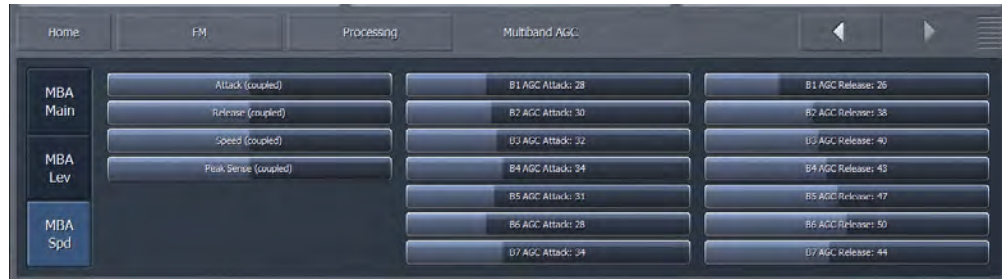 Home FM Processing Multiband AGC
MBA
Main
MBA
Lev
MBA
Spd
Attack (coupled)
Release (coupled)
Speed (coupled)
Peak Sense (coupled)
B1 AGC Attack: 28
B2 AGC Attack: 30
B3 AGC Attack: 32
B4 AGC Attack: 34
B5 AGC Attack: 31
B6 AGC Attack: 28
B7 AGC Attack: 34
B1 AGC Release: 26
B2 AGC Release: 38
B3 AGC Release: 40
B4 AGC Release: 43
B5 AGC Release: 47
B6 AGC Release: 50
B7 AGC Release: 44